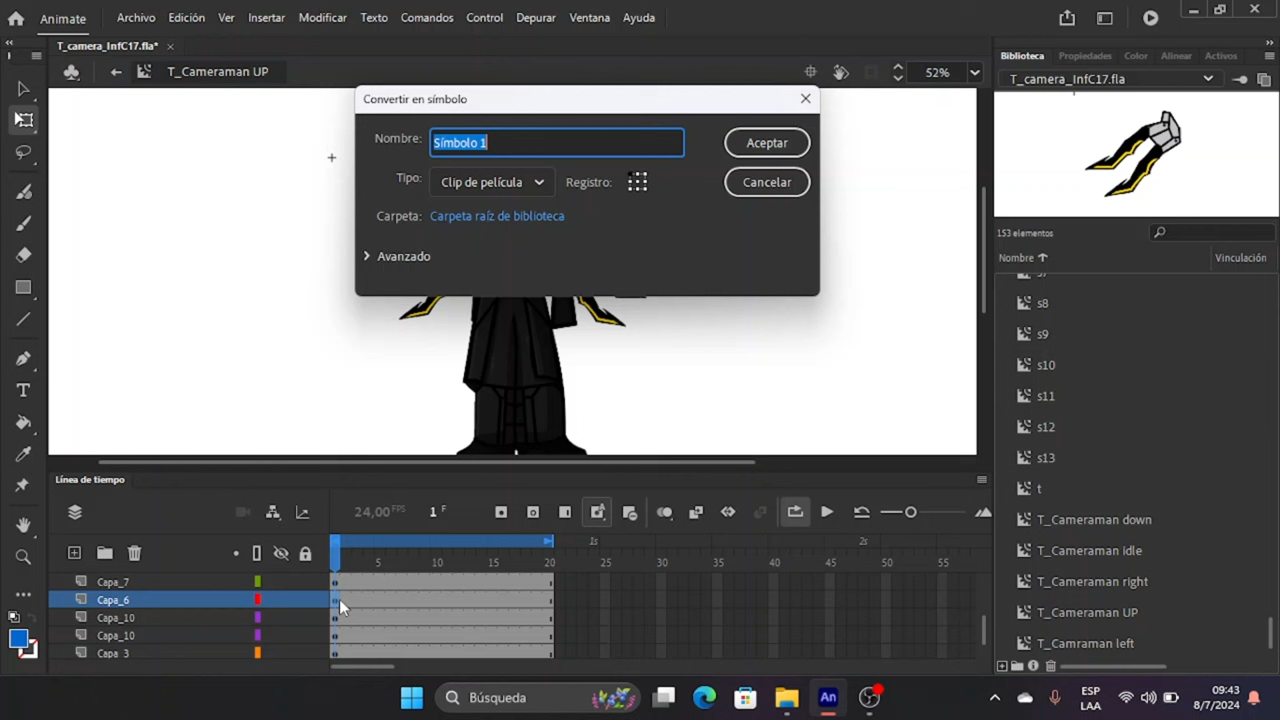 Animate
Archivo Edición Ver Insertar Modificar Texto Comandos Control Depurar Ventana Ayuda
T_camera_InfC17.fla*
T_Cameraman UP
52%
Convertir en símbolo
Nombre: Símbolo 1
Aceptar
Tipo: Clip de película
Registro:
Cancelar
Carpeta: Carpeta raíz de biblioteca
Avanzado
Biblioteca Propiedades Color Alinear Activos
T_camera_InfC17.fla
153 elementos
Nombre
Vinculación
s7
s8
s9
s10
s11
s12
s13
t
T_Cameraman down
T_Cameraman idle
T_Cameraman right
T_Cameraman UP
T_Camraman left
Línea de tiempo
24,00 FPS 1 F
1s 2s
5 10 15 20 25 30 35 40 45 50 55
Capa_7
Capa_6
Capa_10
Capa_10
Capa_3
Búsqueda
An
ESP
LAA
09:43
8/7/2024